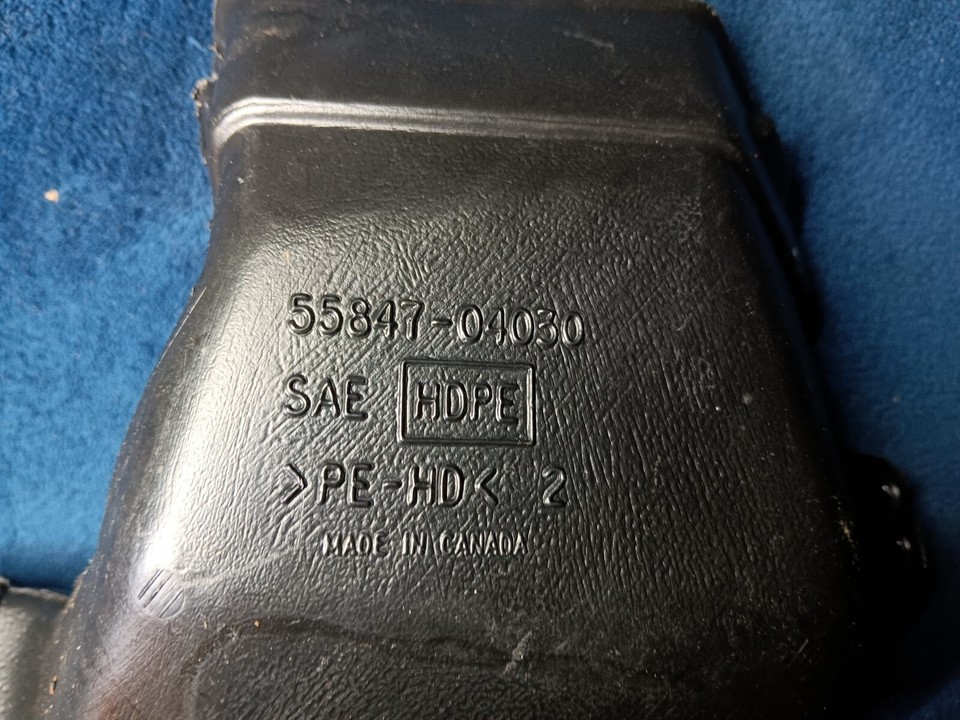 55847-04030
SAE HDPE
>PE-HD< 2
MADE IN CANADA